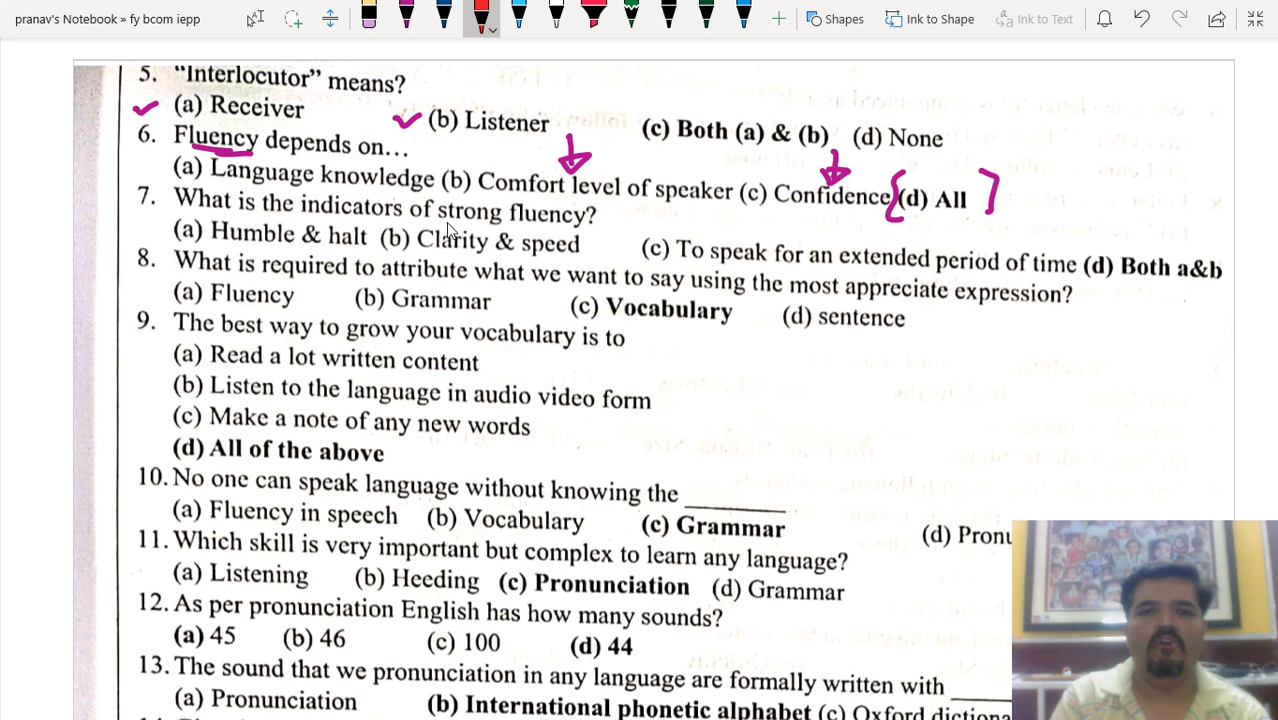 pranav's Notebook » fy bcom iepp
Shapes Ink to Shape Ink to Text
5. “Interlocutor” means?
(a) Receiver (b) Listener (c) Both (a) & (b) (d) None
6. Fluency depends on...
(a) Language knowledge (b) Comfort level of speaker (c) Confidence (d) All
7. What is the indicators of strong fluency?
(a) Humble & halt (b) Clarity & speed (c) To speak for an extended period of time (d) Both a&b
8. What is required to attribute what we want to say using the most appreciate expression?
(a) Fluency (b) Grammar (c) Vocabulary (d) sentence
9. The best way to grow your vocabulary is to
(a) Read a lot written content
(b) Listen to the language in audio video form
(c) Make a note of any new words
(d) All of the above
10. No one can speak language without knowing the ________
(a) Fluency in speech (b) Vocabulary (c) Grammar (d) Pronu
11. Which skill is very important but complex to learn any language?
(a) Listening (b) Heeding (c) Pronunciation (d) Grammar
12. As per pronunciation English has how many sounds?
(a) 45 (b) 46 (c) 100 (d) 44
13. The sound that we pronunciation in any language are formally written with ____
(a) Pronunciation (b) International phonetic alphabet (c) Oxford dictiona